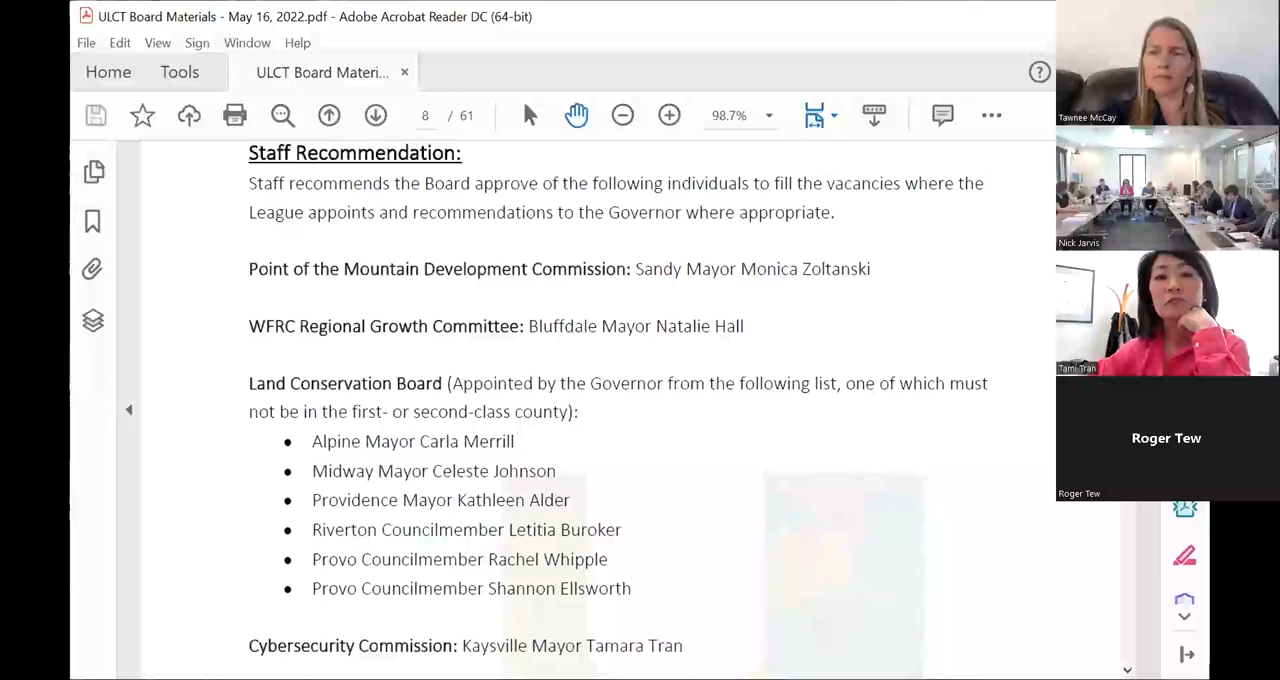 ULCT Board Materials - May 16, 2022.pdf - Adobe Acrobat Reader DC (64-bit)
File Edit View Sign Window Help
Home Tools ULCT Board Materi... ×
8 / 61 98.7%
Staff Recommendation:
Staff recommends the Board approve of the following individuals to fill the vacancies where the
League appoints and recommendations to the Governor where appropriate.
Point of the Mountain Development Commission: Sandy Mayor Monica Zoltanski
WFRC Regional Growth Committee: Bluffdale Mayor Natalie Hall
Land Conservation Board (Appointed by the Governor from the following list, one of which must
not be in the first- or second-class county):
• Alpine Mayor Carla Merrill
• Midway Mayor Celeste Johnson
• Providence Mayor Kathleen Alder
• Riverton Councilmember Letitia Buroker
• Provo Councilmember Rachel Whipple
• Provo Councilmember Shannon Ellsworth
Cybersecurity Commission: Kaysville Mayor Tamara Tran
Tawnee McCay
Nick Jarvis
Tami Tran
Roger Tew
Roger Tew